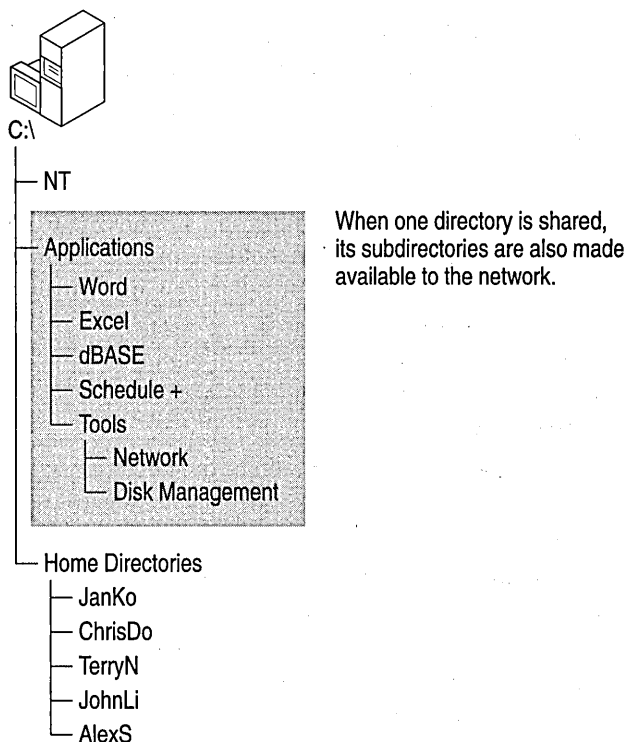 C:\
NT
When one directory is shared,
its subdirectories are also made
available to the network.
Applications
Word
Excel
dBASE
Schedule +
Tools
Network
Disk Management
Home Directories
JanKo
ChrisDo
TerryN
JohnLi
AlexS